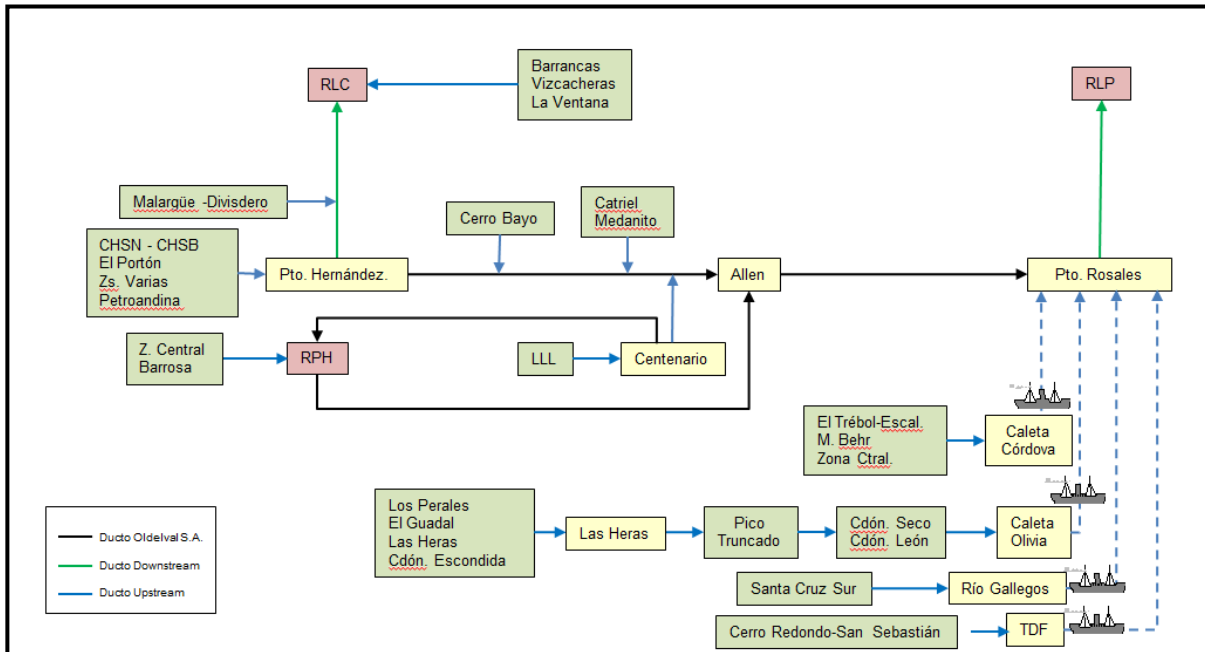 RLC
Barrancas
Vizcacheras
La Ventana
RLP
Malargüe -Divisdero
Cerro Bayo
Catriel
Medanito
CHSN - CHSB
El Portón
Zs. Varias
Petroandina
Pto. Hernández.
Allen
Pto. Rosales
Z. Central
Barrosa
RPH
LLL
Centenario
El Trébol-Escal.
M. Behr
Zona Ctral.
Caleta
Córdova
Los Perales
El Guadal
Las Heras
Cdón. Escondida
Las Heras
Pico
Truncado
Cdón. Seco
Cdón. León
Caleta
Olivia
Santa Cruz Sur
Río Gallegos
Cerro Redondo-San Sebastián
TDF
Ducto Oldelval S.A.
Ducto Downstream
Ducto Upstream